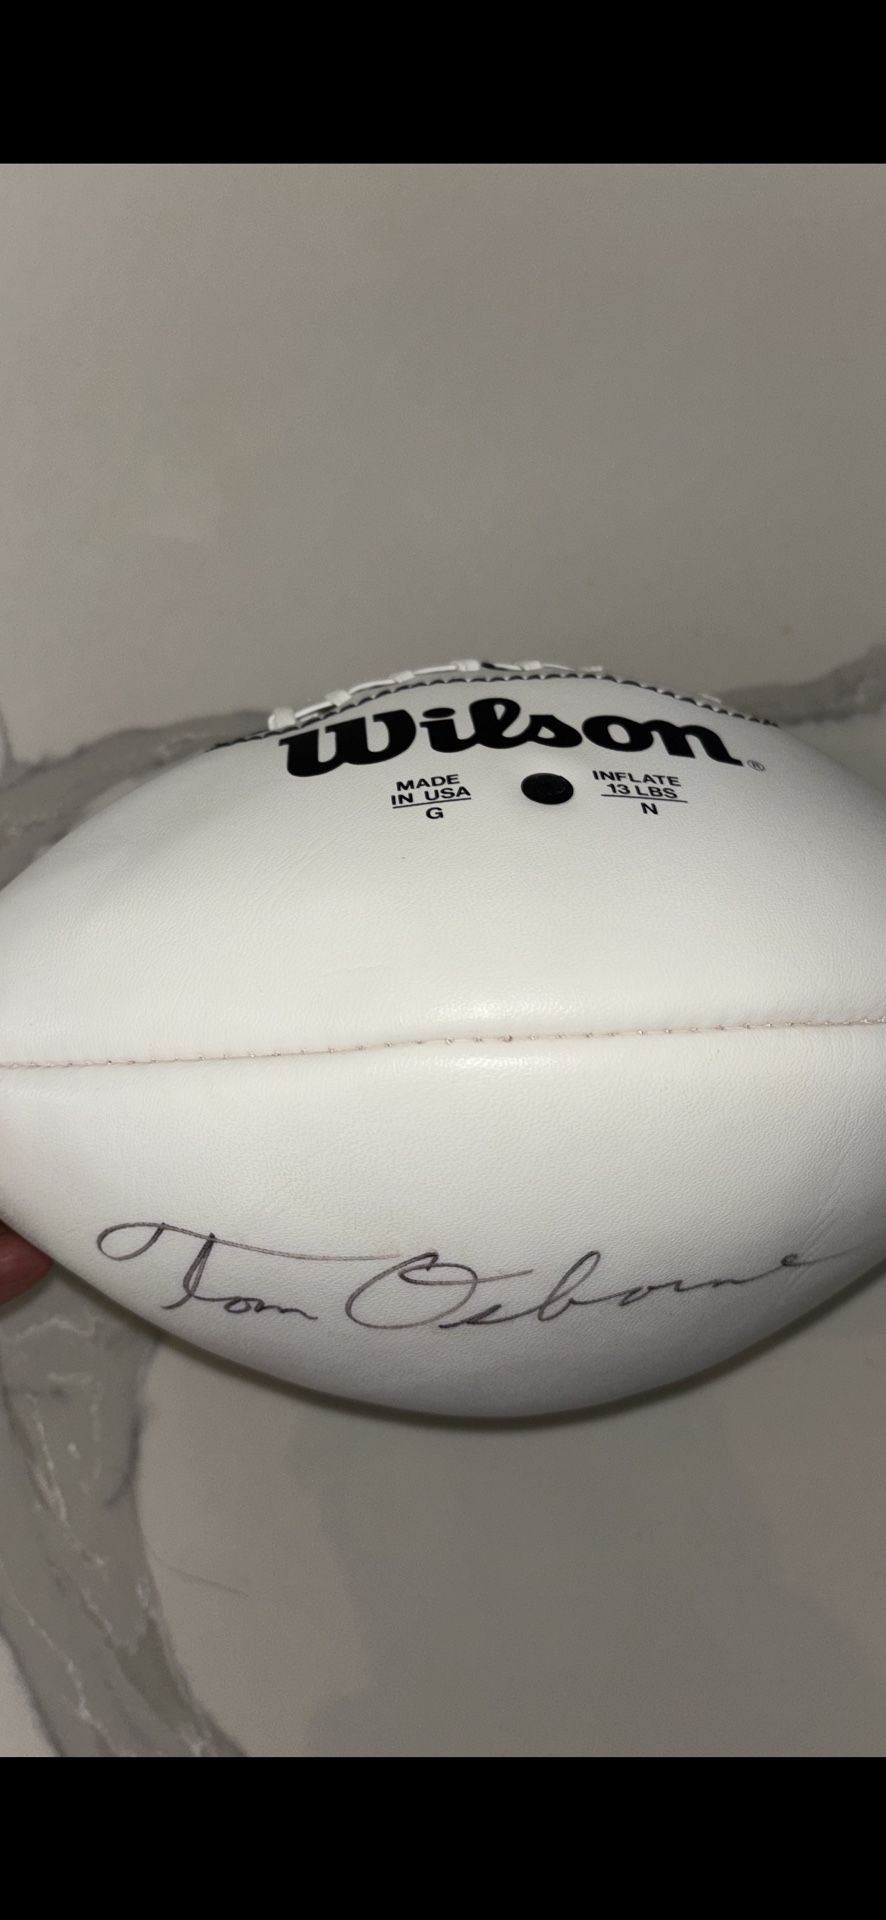 Wilson®
MADE
IN USA
G
INFLATE
13 LBS
N
Tom Osborne